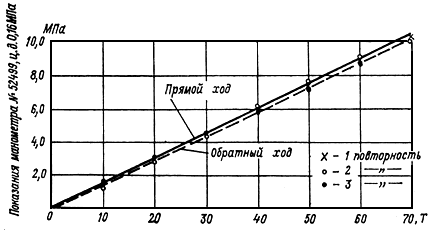 Показания манометра № 52499, ц.д. 0,16 МПа
МПа
10,0
8,0
6,0
4,0
2,0
Прямой ход
Обратный ход
× - 1 повторность
○ - 2 —〃—
• - 3 —〃—
0 10 20 30 40 50 60 70, Т